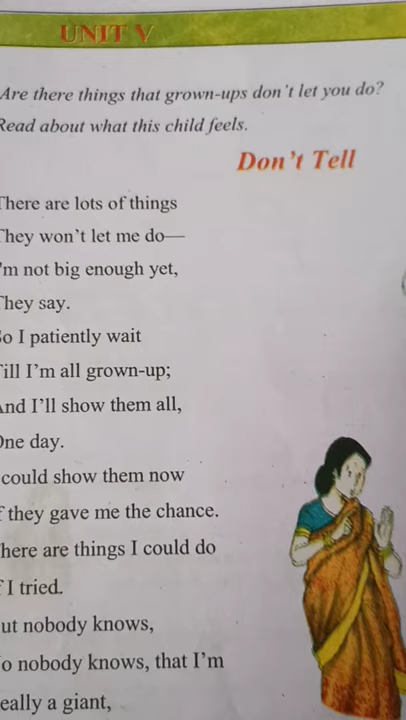 UNIT V
Are there things that grown-ups don't let you do?
Read about what this child feels.
Don't Tell
There are lots of things
They won't let me do—
I'm not big enough yet,
They say.
So I patiently wait
Till I'm all grown-up;
And I'll show them all,
One day.
could show them now
If they gave me the chance.
There are things I could do
If I tried.
But nobody knows,
No nobody knows, that I'm
really a giant,